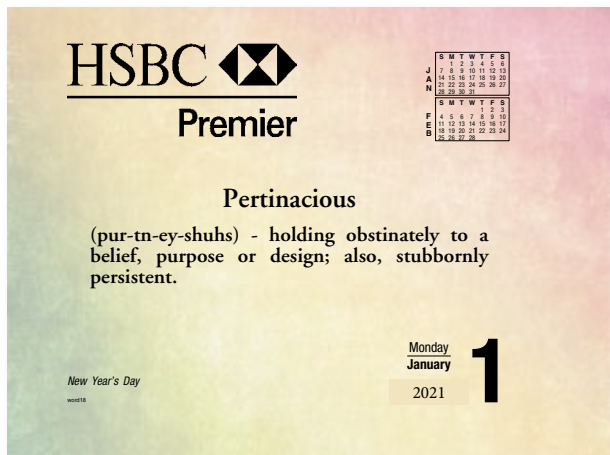 HSBC
Premier
J
A
N
S M T W T F S
1 2 3 4 5 6
7 8 9 10 11 12 13
14 15 16 17 18 19 20
21 22 23 24 25 26 27
28 29 30 31
F
E
B
S M T W T F S
1 2 3
4 5 6 7 8 9 10
11 12 13 14 15 16 17
18 19 20 21 22 23 24
25 26 27 28
Pertinacious
(pur-tn-ey-shuhs) - holding obstinately to a
belief, purpose or design; also, stubbornly
persistent.
New Year's Day
word18
Monday
January
2021
1